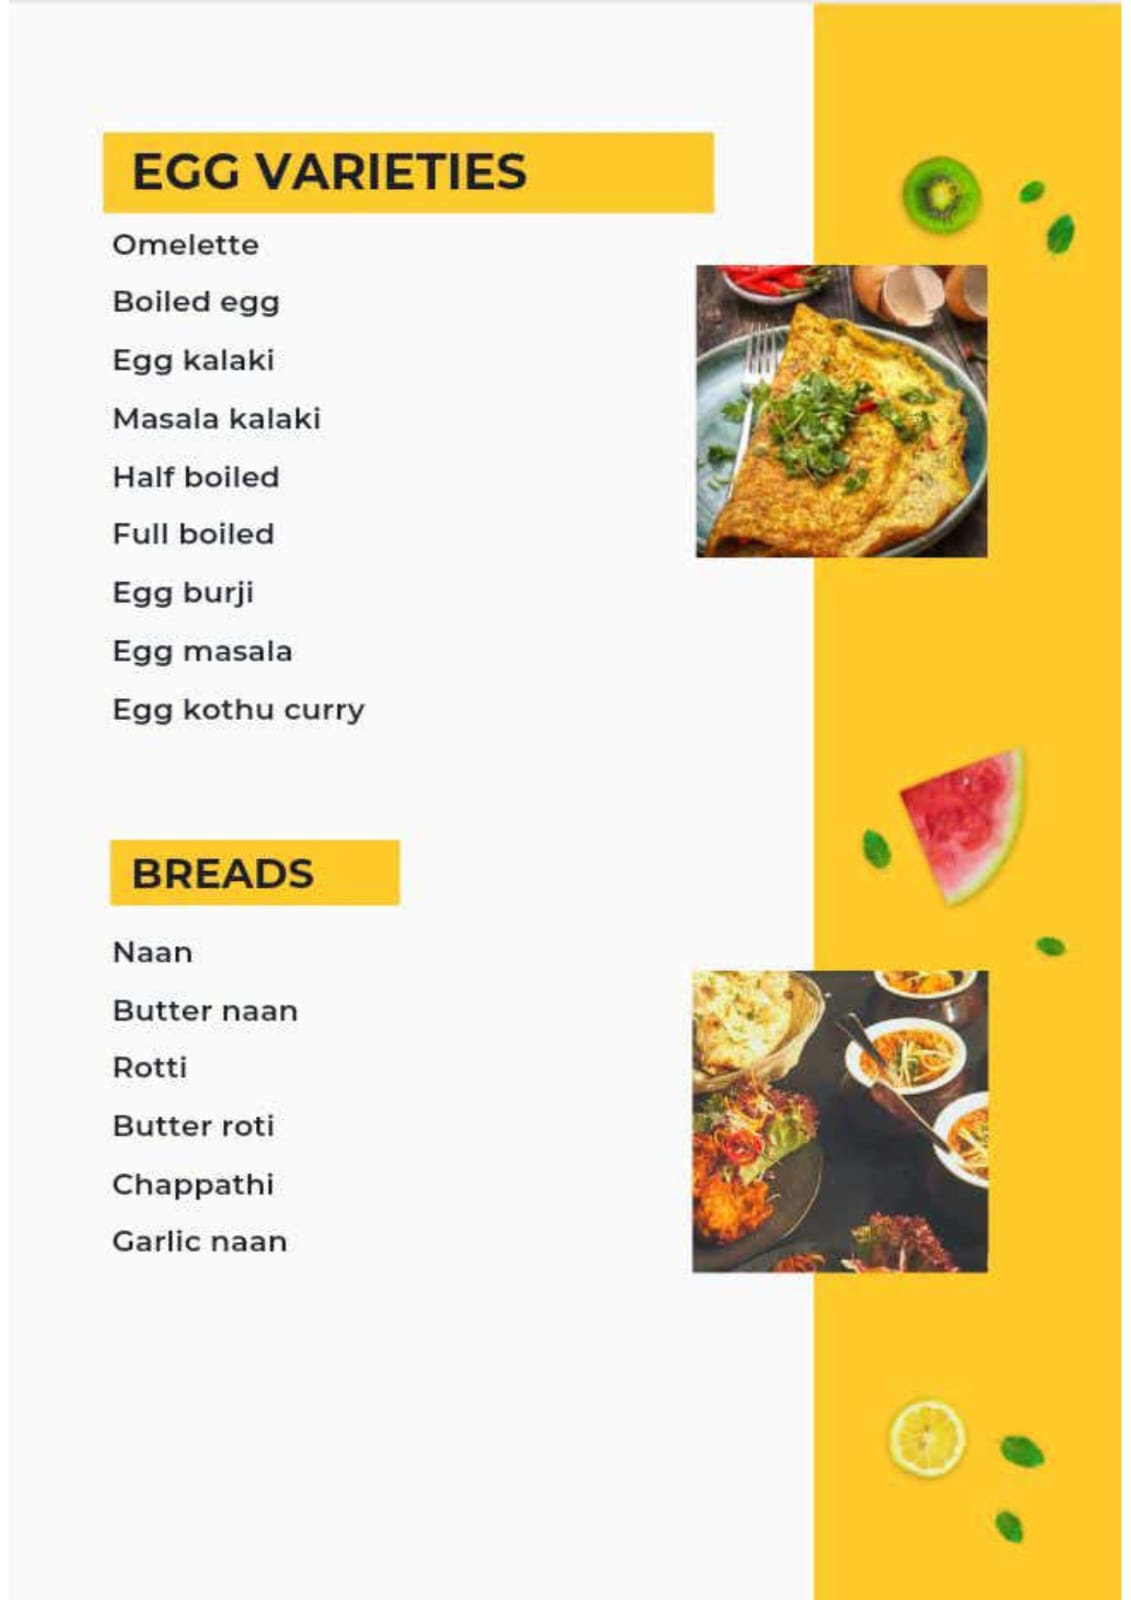 EGG VARIETIES
Omelette
Boiled egg
Egg kalaki
Masala kalaki
Half boiled
Full boiled
Egg burji
Egg masala
Egg kothu curry
BREADS
Naan
Butter naan
Rotti
Butter roti
Chappathi
Garlic naan